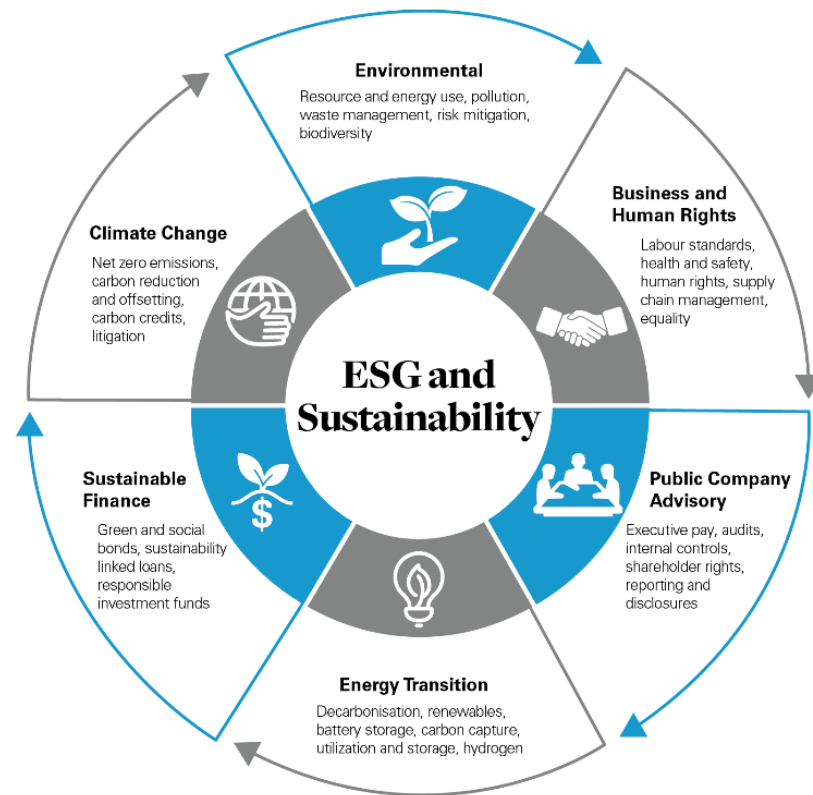 Environmental
Resource and energy use, pollution,
waste management, risk mitigation,
biodiversity
Business and
Human Rights
Labour standards,
health and safety,
human rights, supply
chain management,
equality
Public Company
Advisory
Executive pay, audits,
internal controls,
shareholder rights,
reporting and
disclosures
Energy Transition
Decarbonisation, renewables,
battery storage, carbon capture,
utilization and storage, hydrogen
Sustainable
Finance
Green and social
bonds, sustainability
linked loans,
responsible
investment funds
Climate Change
Net zero emissions,
carbon reduction
and offsetting,
carbon credits,
litigation
ESG and
Sustainability
$